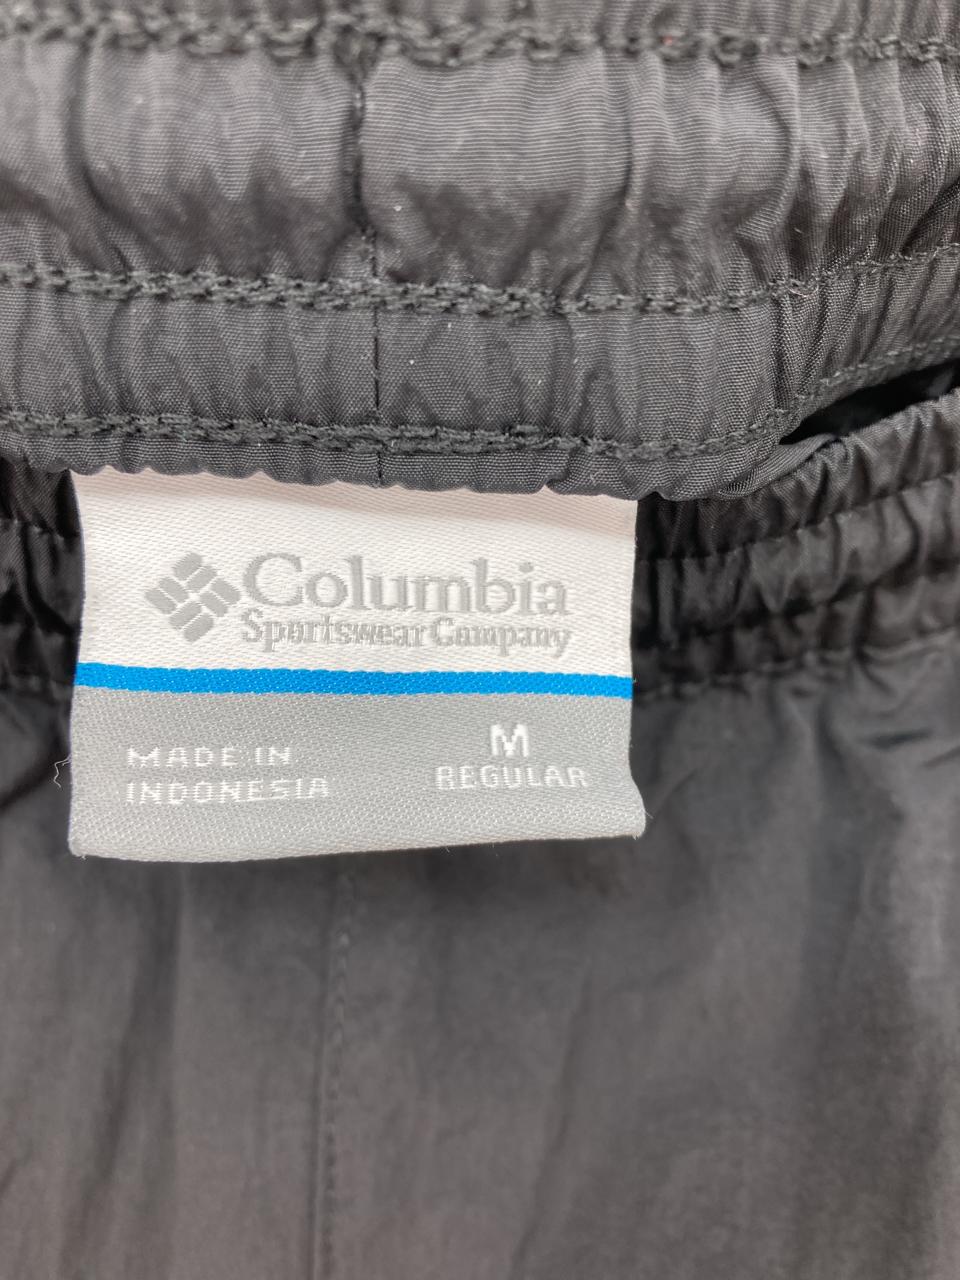 Columbia
Sportswear Company
M
REGULAR
MADE IN
INDONESIA